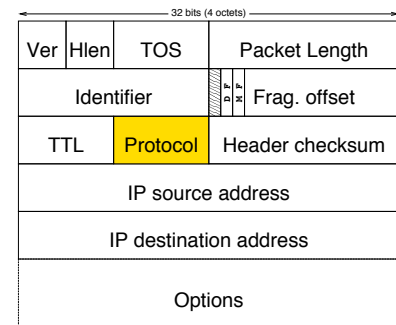 32 bits (4 octets)
Ver Hlen TOS Packet Length
Identifier D F M F Frag. offset
TTL Protocol Header checksum
IP source address
IP destination address
Options